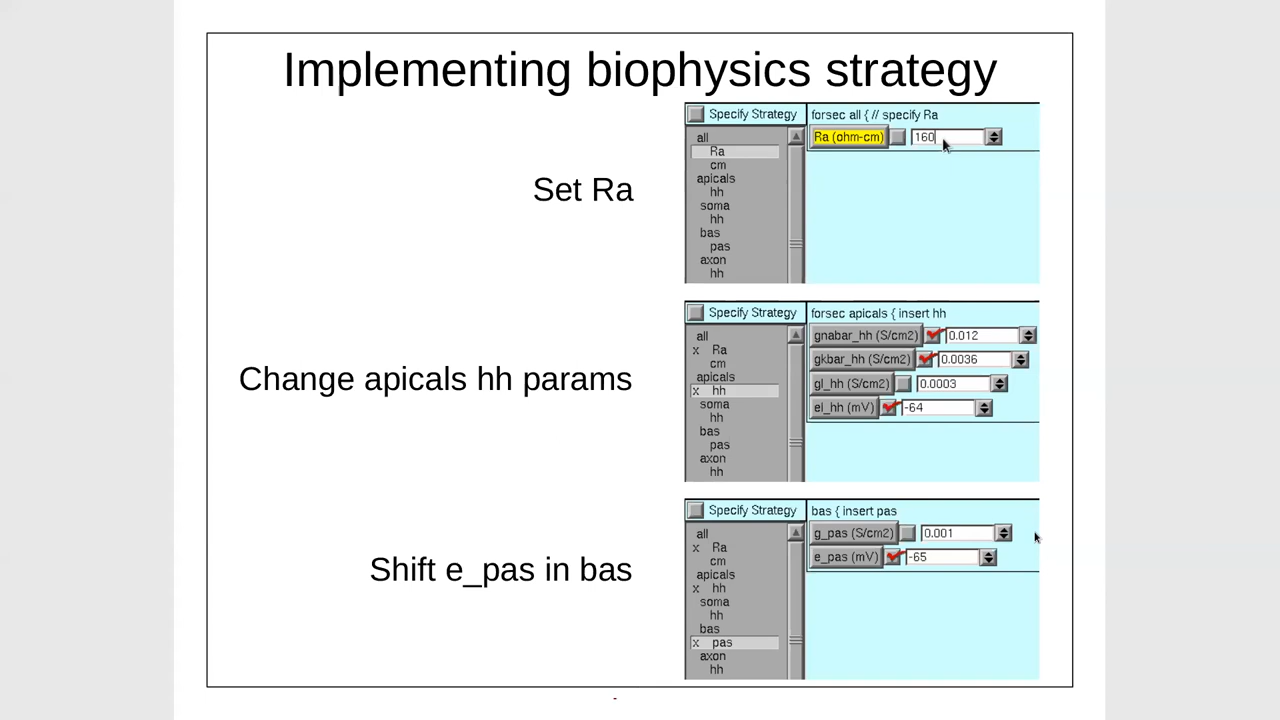 Implementing biophysics strategy
Set Ra
Specify Strategy
all
Ra
cm
apicals
hh
soma
hh
bas
pas
axon
hh
forsec all { // specify Ra
Ra (ohm-cm) 160
Change apicals hh params
Specify Strategy
all
x Ra
cm
apicals
x hh
soma
hh
bas
pas
axon
hh
forsec apicals { insert hh
gnabar_hh (S/cm2) 0.012
gkbar_hh (S/cm2) 0.0036
gl_hh (S/cm2) 0.0003
el_hh (mV) -64
Shift e_pas in bas
Specify Strategy
all
x Ra
cm
apicals
x hh
soma
hh
bas
x pas
axon
hh
bas { insert pas
g_pas (S/cm2) 0.001
e_pas (mV) -65
-